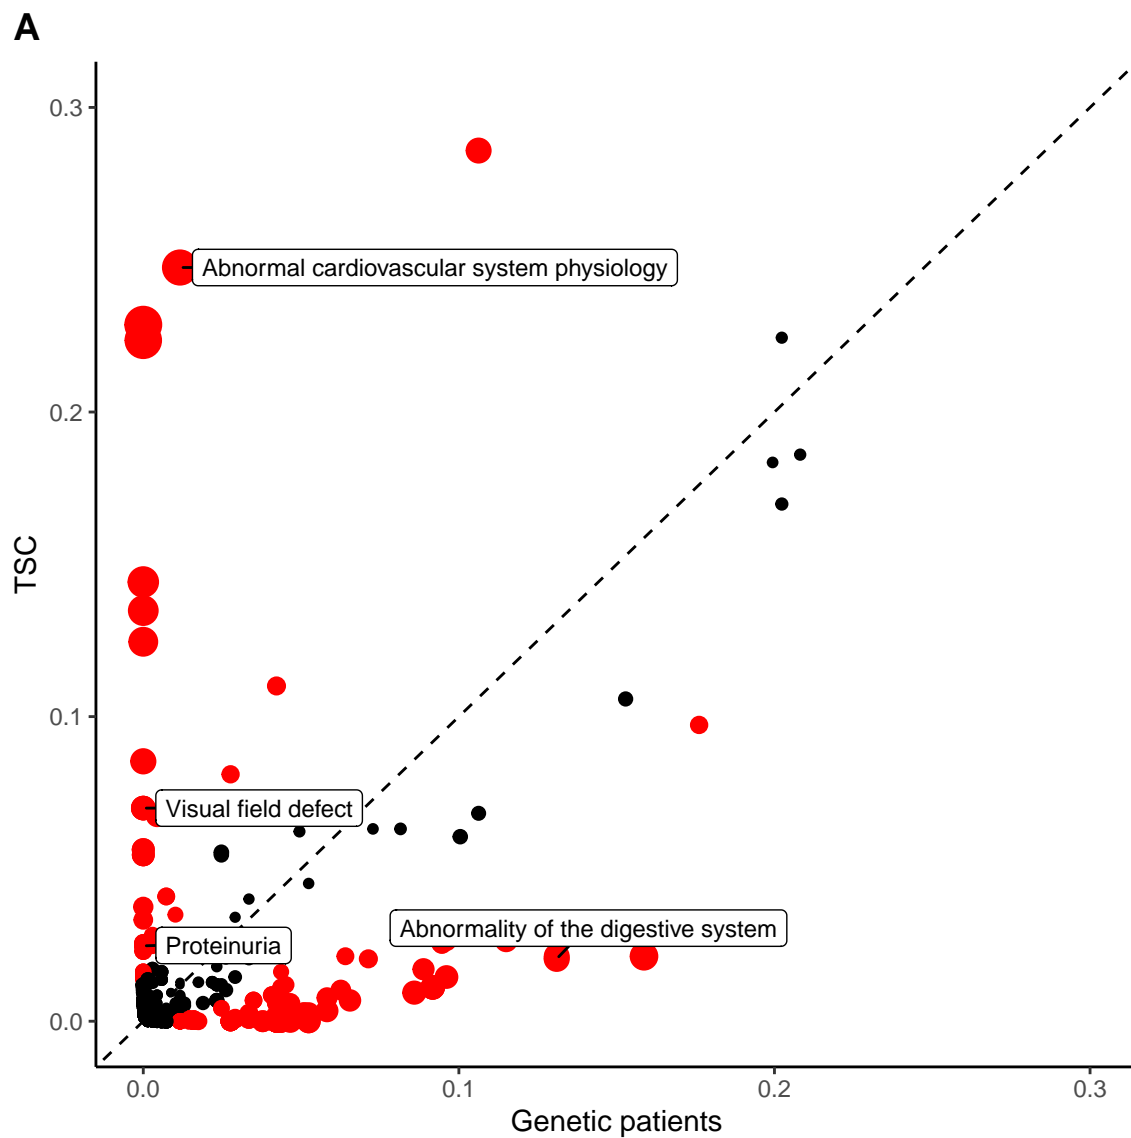 A
0.3
Abnormal cardiovascular system physiology
0.2
TSC
0.1
Visual field defect
Abnormality of the digestive system
Proteinuria
0.0
0.0 0.1 0.2 0.3
Genetic patients